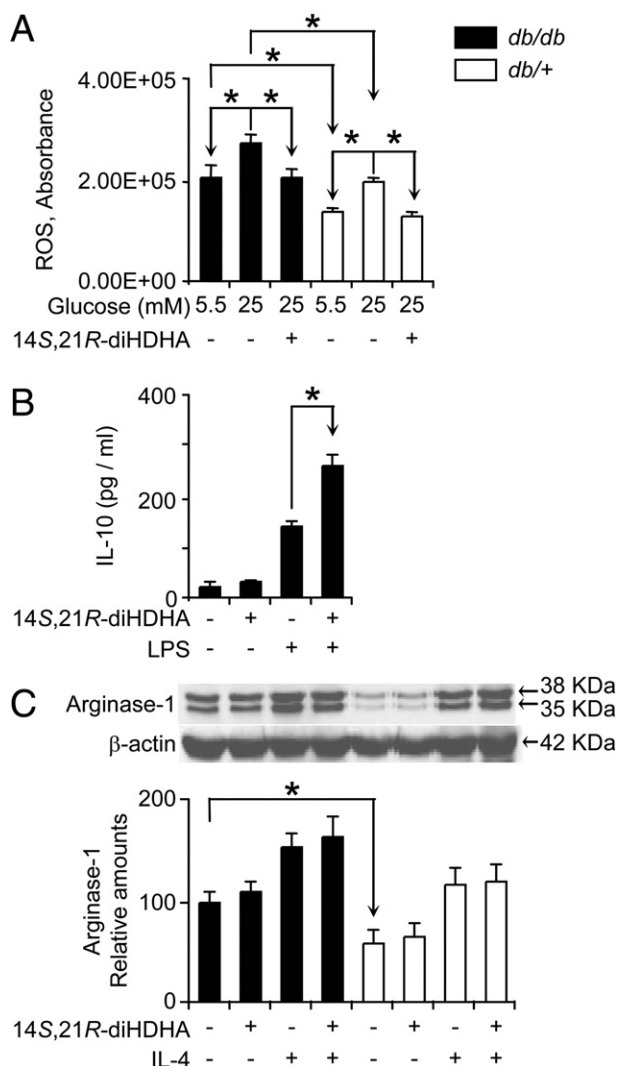 A
db/db
db/+
*
* *
* *
*
ROS, Absorbance
4.00E+05
2.00E+05
0.00E+00
Glucose (mM) 5.5 25 25 5.5 25 25
14S,21R-diHDHA - - + - - +
B
IL-10 (pg / ml)
400
200
0
*
14S,21R-diHDHA - + - +
LPS - - + +
C
Arginase-1
←38 KDa
←35 KDa
β-actin
←42 KDa
Arginase-1
Relative amounts
200
100
0
*
14S,21R-diHDHA - + - + - + - +
IL-4 - - + + - - + +